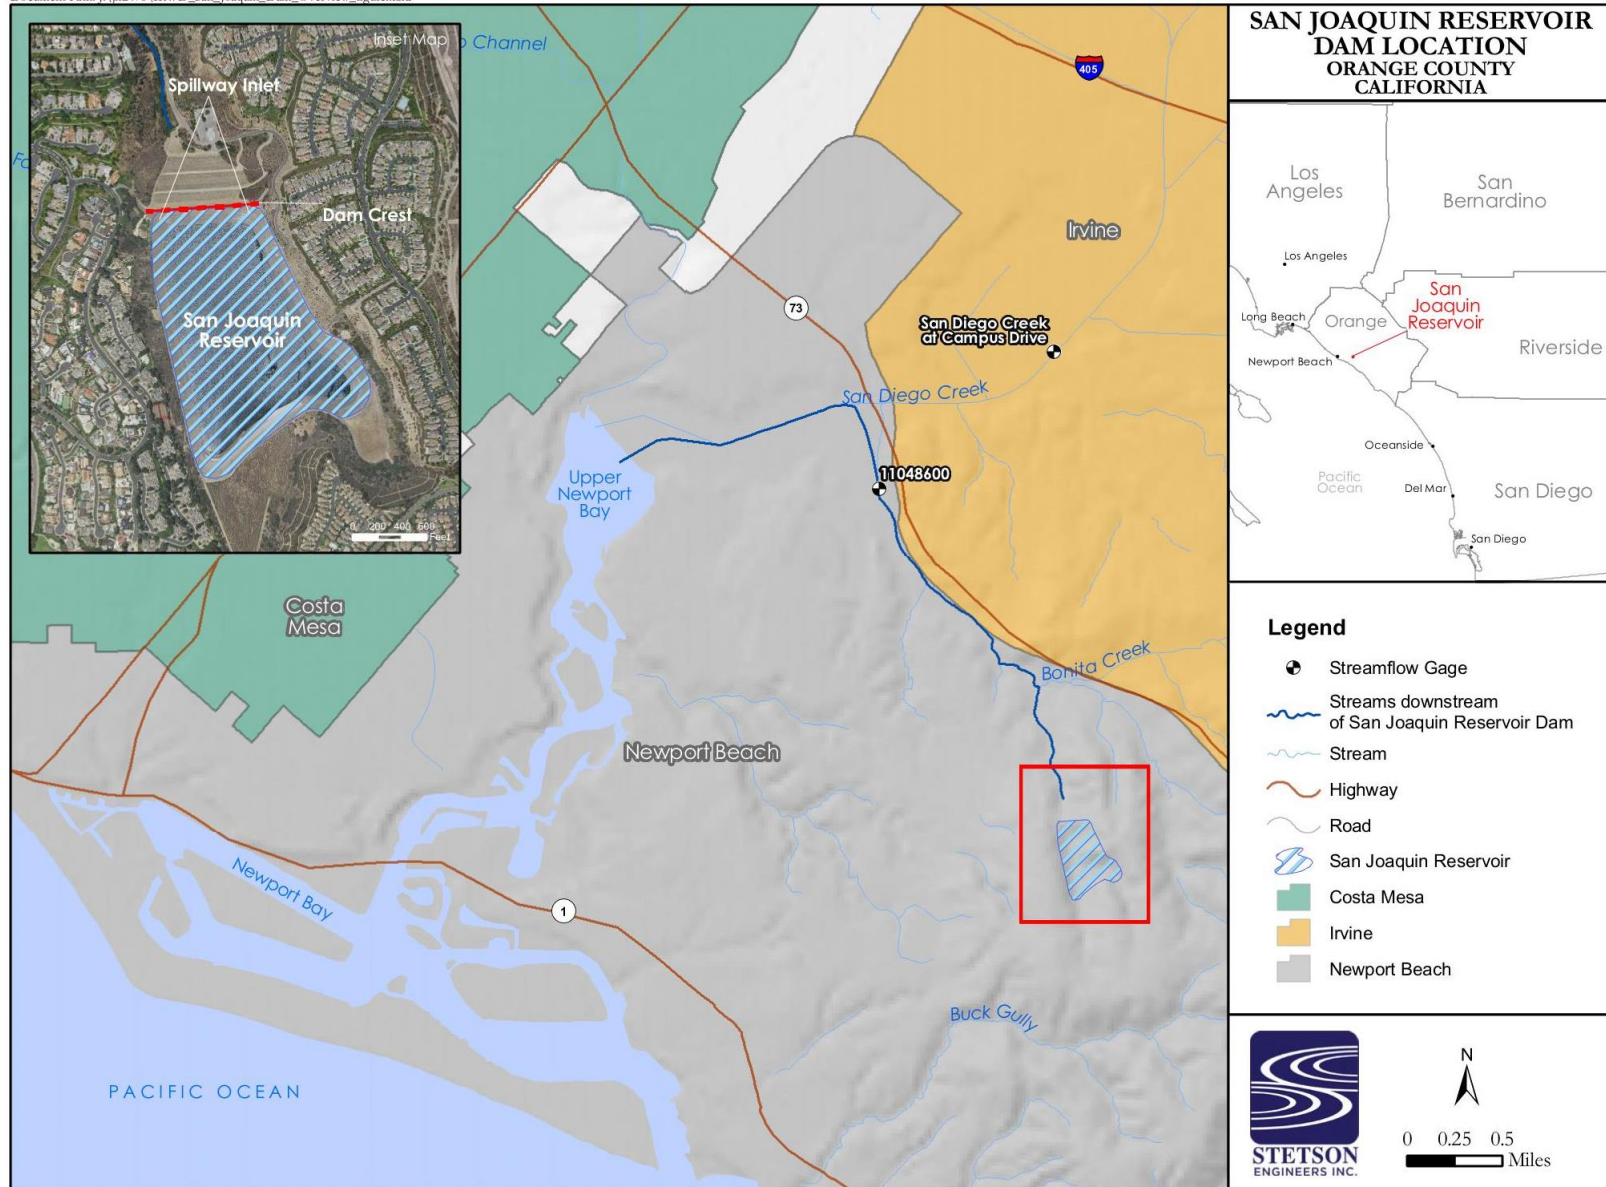 Inset Map
Spillway Inlet
Dam Crest
San Joaquin
Reservoir
0 200 400 600
Feet
Channel
405
Irvine
73
San Diego Creek
at Campus Drive
San Diego Creek
11048600
Upper
Newport
Bay
Costa
Mesa
Bonita Creek
Newport Beach
Newport Bay
1
Buck Gully
PACIFIC OCEAN
SAN JOAQUIN RESERVOIR
DAM LOCATION
ORANGE COUNTY
CALIFORNIA
Los
Angeles
San
Bernardino
Los Angeles
San
Joaquin
Reservoir
Long Beach
Orange
Newport Beach
Riverside
Oceanside
Pacific
Ocean
Del Mar
San Diego
San Diego
Legend
Streamflow Gage
Streams downstream
of San Joaquin Reservoir Dam
Stream
Highway
Road
San Joaquin Reservoir
Costa Mesa
Irvine
Newport Beach
STETSON
ENGINEERS INC.
N
0 0.25 0.5
Miles